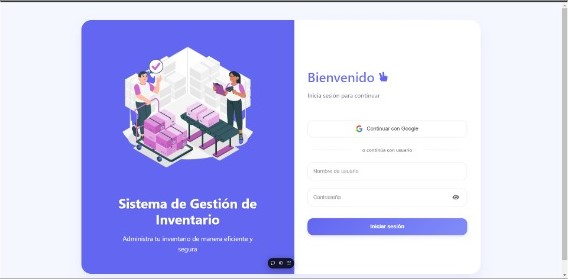 Sistema de Gestión de
Inventario
Administra tu inventario de manera eficiente y
segura
Bienvenido
Inicia sesión para continuar
Continuar con Google
o continúa con usuario
Nombre de usuario
Contraseña
Iniciar sesión